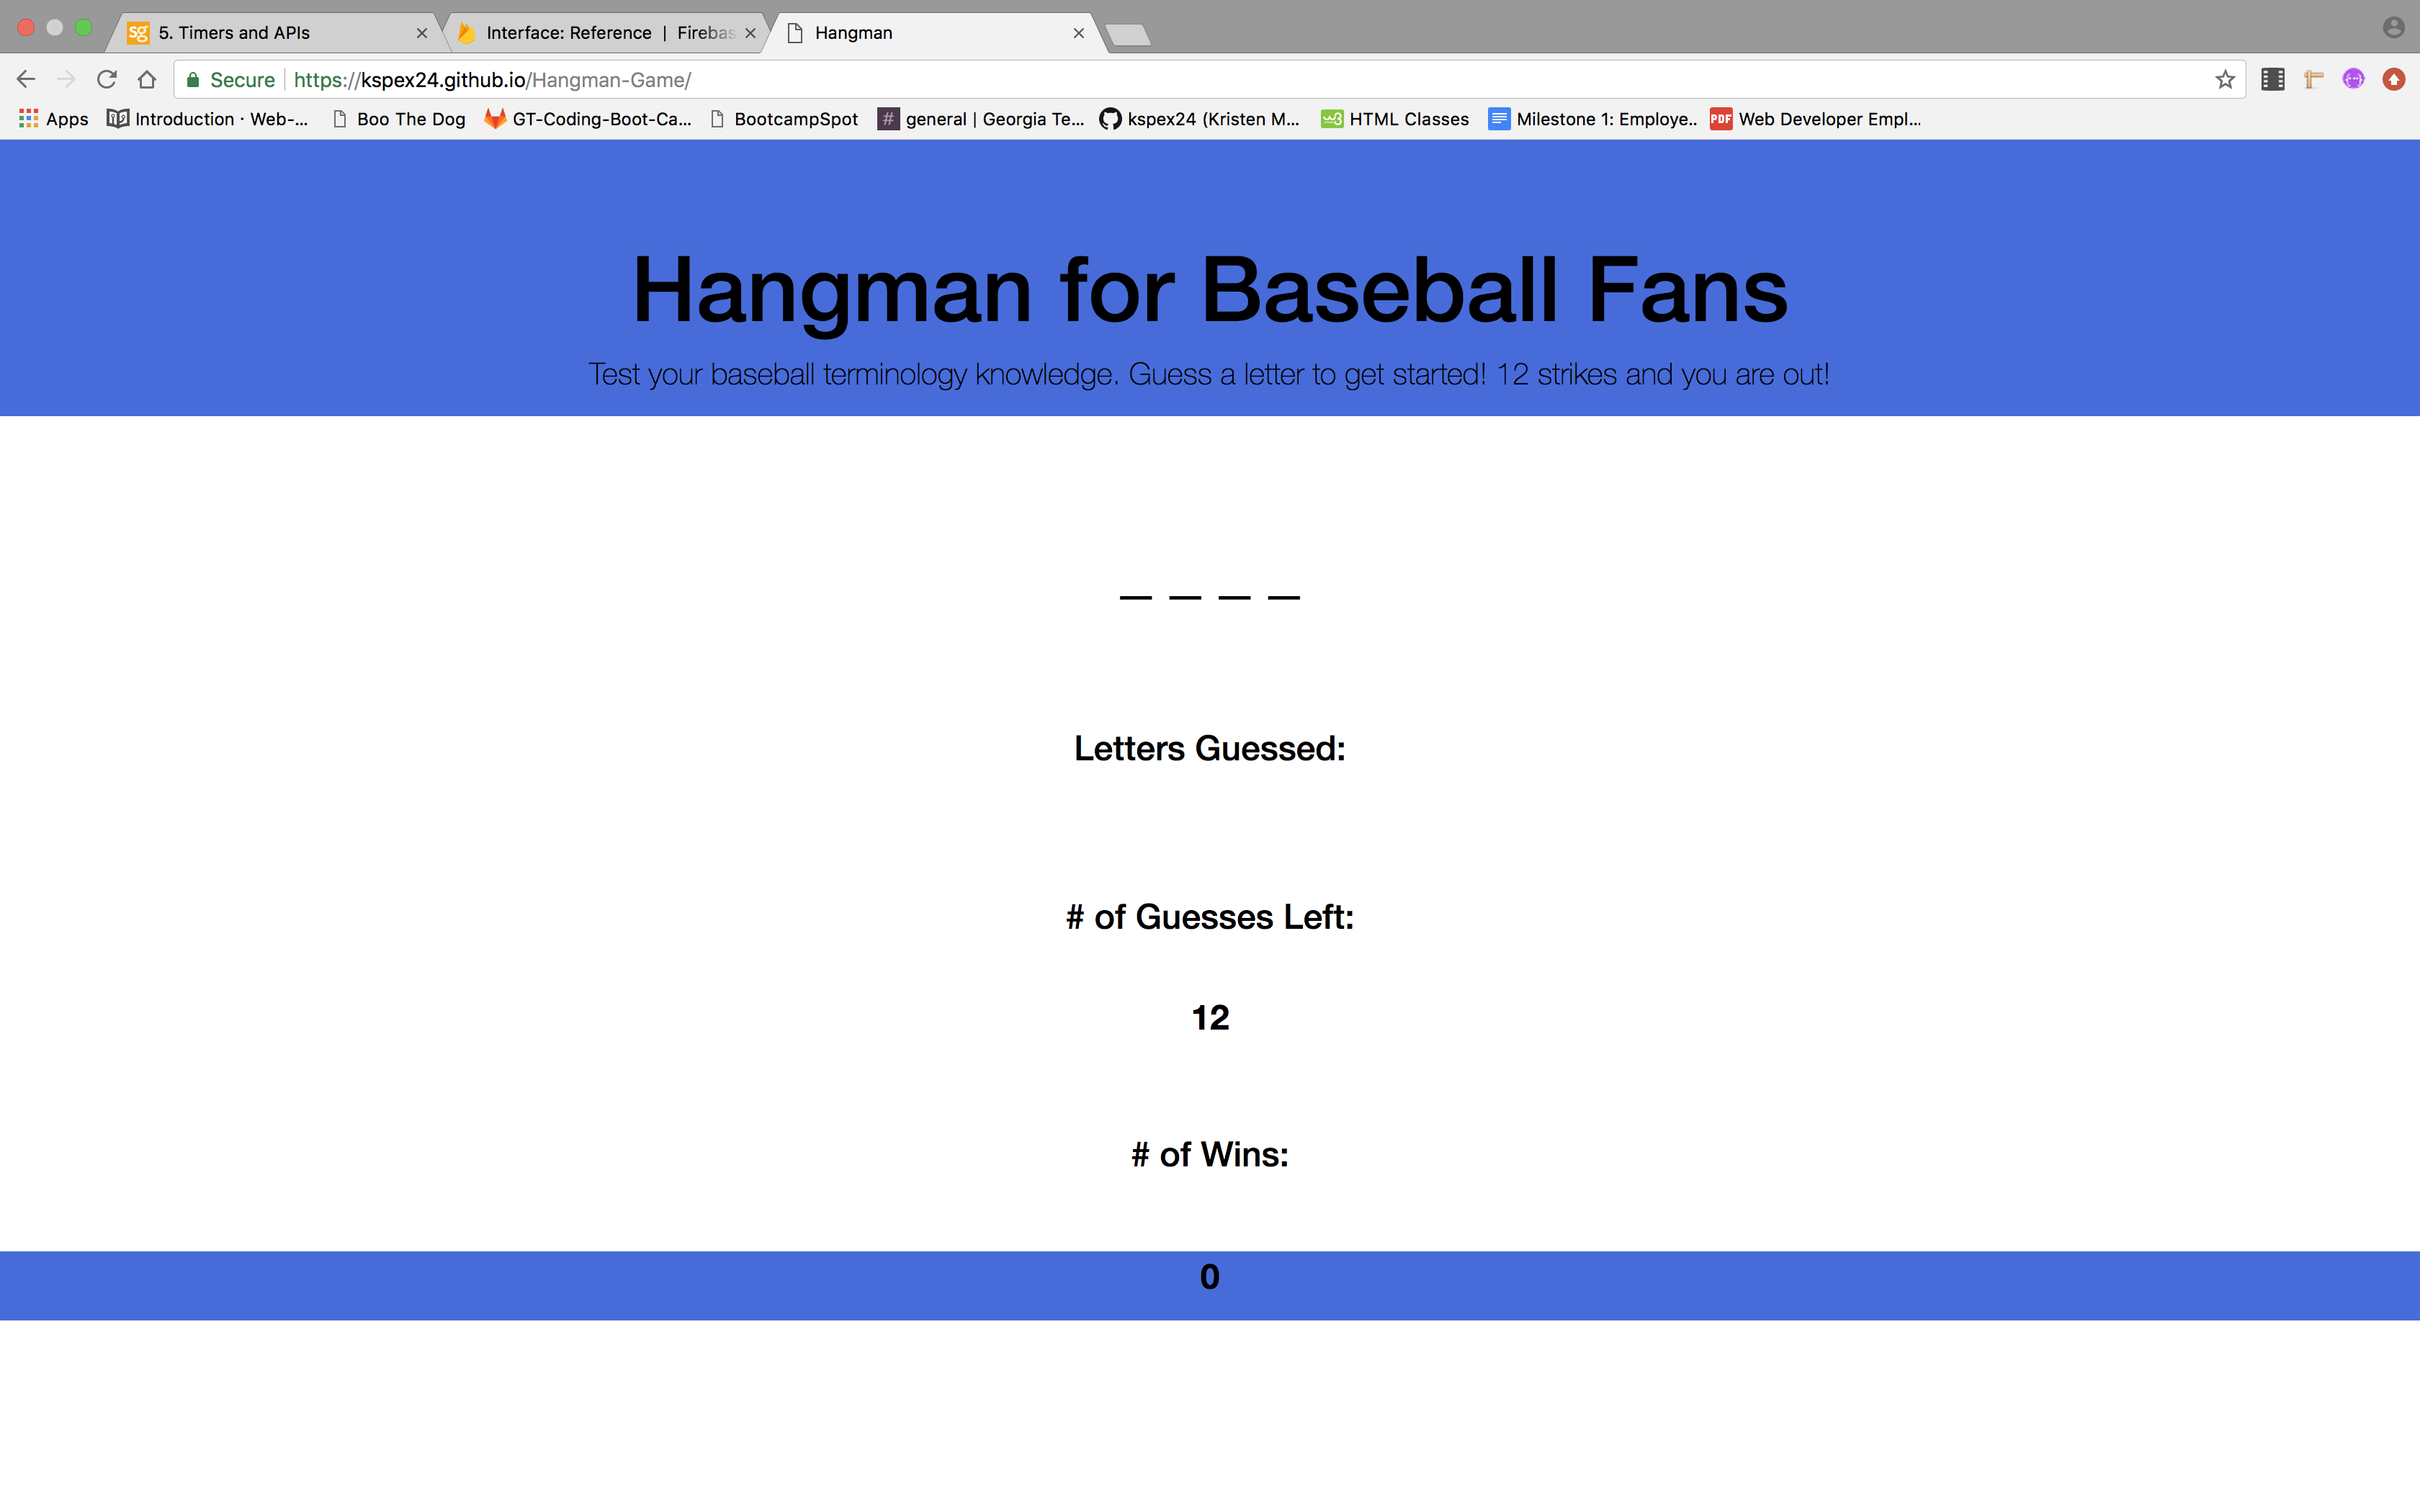 sg 5. Timers and APIs
Interface: Reference | Firebas
Hangman
Secure https://kspex24.github.io/Hangman-Game/
Apps Introduction · Web-... Boo The Dog GT-Coding-Boot-Ca... BootcampSpot # general | Georgia Te... kspex24 (Kristen M... w3 HTML Classes Milestone 1: Employe.. PDF Web Developer Empl...
Hangman for Baseball Fans
Test your baseball terminology knowledge. Guess a letter to get started! 12 strikes and you are out!
_ _ _ _
Letters Guessed:
# of Guesses Left:
12
# of Wins:
0